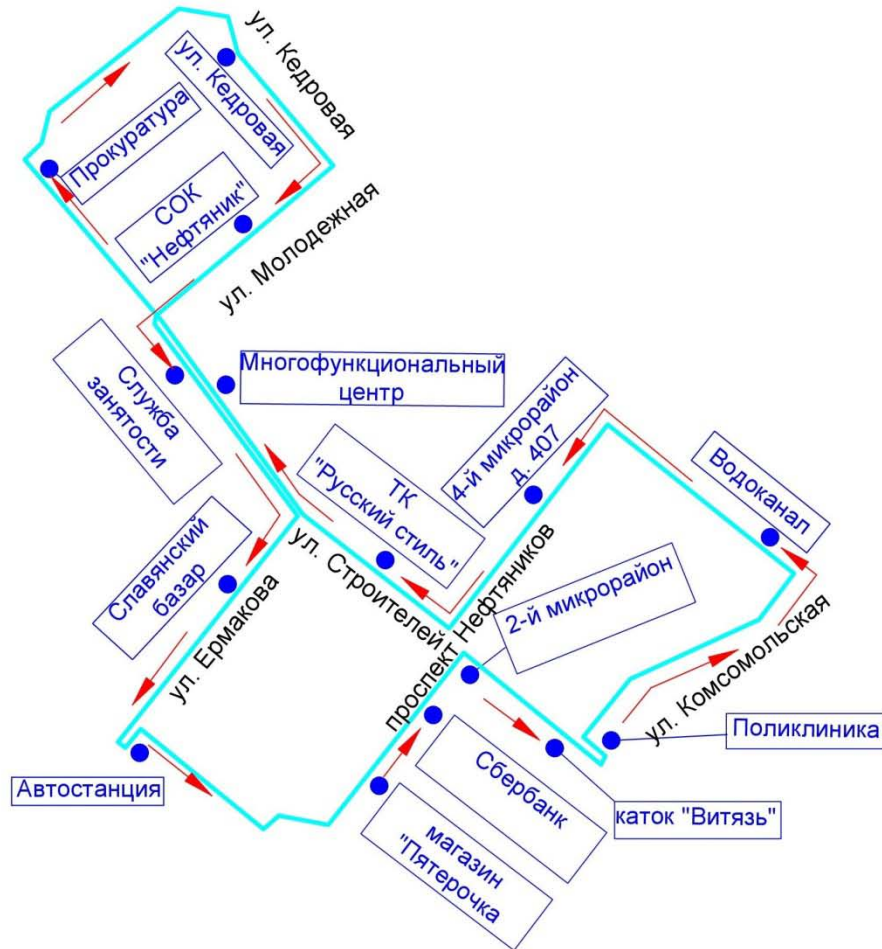 ул. Кедровая
ул. Кедровая
Прокуратура
СОК
"Нефтяник"
ул. Молодежная
Служба
занятости
Многофункциональный
центр
4-й микрорайон
д. 407
Водоканал
ТК
"Русский стиль"
Славянский
базар
ул. Строителей
проспект Нефтяников
2-й микрорайон
ул. Ермакова
ул. Комсомольская
Поликлиника
Автостанция
Сбербанк
каток "Витязь"
магазин
"Пятерочка